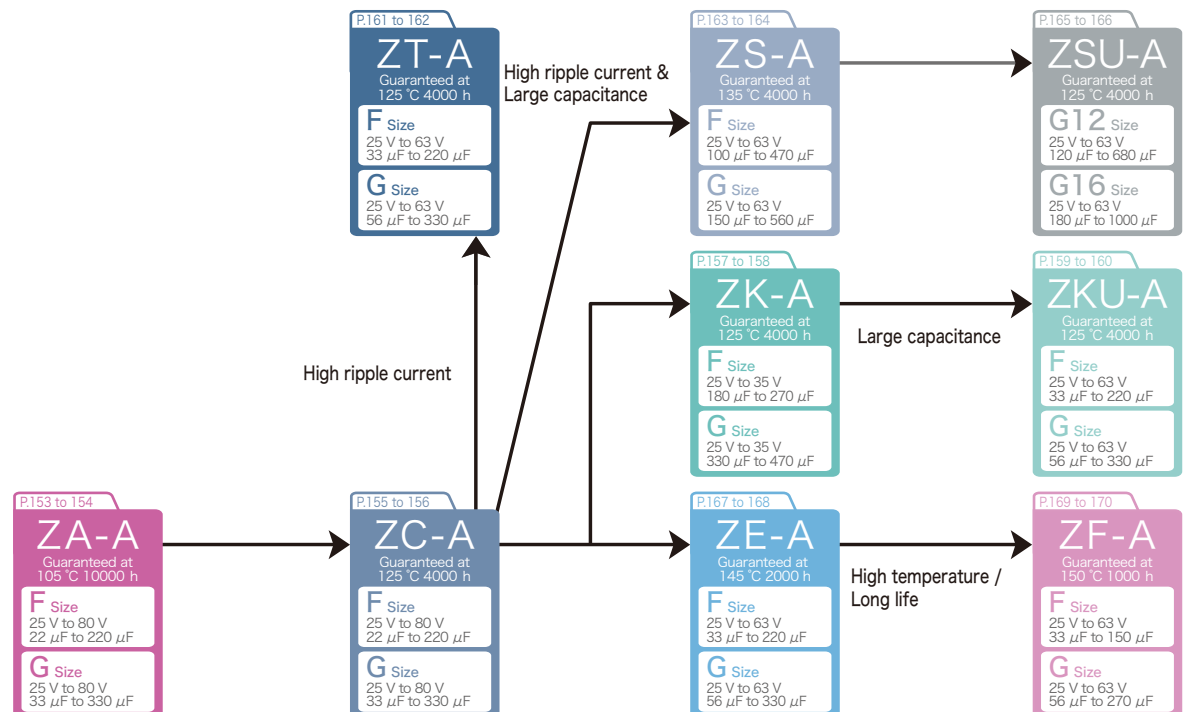 P.161 to 162
ZT-A
Guaranteed at
125 ℃ 4000 h
F Size
25 V to 63 V
33 μF to 220 μF
G Size
25 V to 63 V
56 μF to 330 μF
High ripple current &
Large capacitance
P.163 to 164
ZS-A
Guaranteed at
135 ℃ 4000 h
F Size
25 V to 63 V
100 μF to 470 μF
G Size
25 V to 63 V
150 μF to 560 μF
P.165 to 166
ZSU-A
Guaranteed at
125 ℃ 4000 h
G12 Size
25 V to 63 V
120 μF to 680 μF
G16 Size
25 V to 63 V
180 μF to 1000 μF
High ripple current
P.157 to 158
ZK-A
Guaranteed at
125 ℃ 4000 h
F Size
25 V to 35 V
180 μF to 270 μF
G Size
25 V to 35 V
330 μF to 470 μF
Large capacitance
P.159 to 160
ZKU-A
Guaranteed at
125 ℃ 4000 h
F Size
25 V to 63 V
33 μF to 220 μF
G Size
25 V to 63 V
56 μF to 330 μF
P.153 to 154
ZA-A
Guaranteed at
105 ℃ 10000 h
F Size
25 V to 80 V
22 μF to 220 μF
G Size
25 V to 80 V
33 μF to 330 μF
P.155 to 156
ZC-A
Guaranteed at
125 ℃ 4000 h
F Size
25 V to 80 V
22 μF to 220 μF
G Size
25 V to 80 V
33 μF to 330 μF
P.167 to 168
ZE-A
Guaranteed at
145 ℃ 2000 h
F Size
25 V to 63 V
33 μF to 220 μF
G Size
25 V to 63 V
56 μF to 330 μF
High temperature /
Long life
P.169 to 170
ZF-A
Guaranteed at
150 ℃ 1000 h
F Size
25 V to 63 V
33 μF to 150 μF
G Size
25 V to 63 V
56 μF to 270 μF